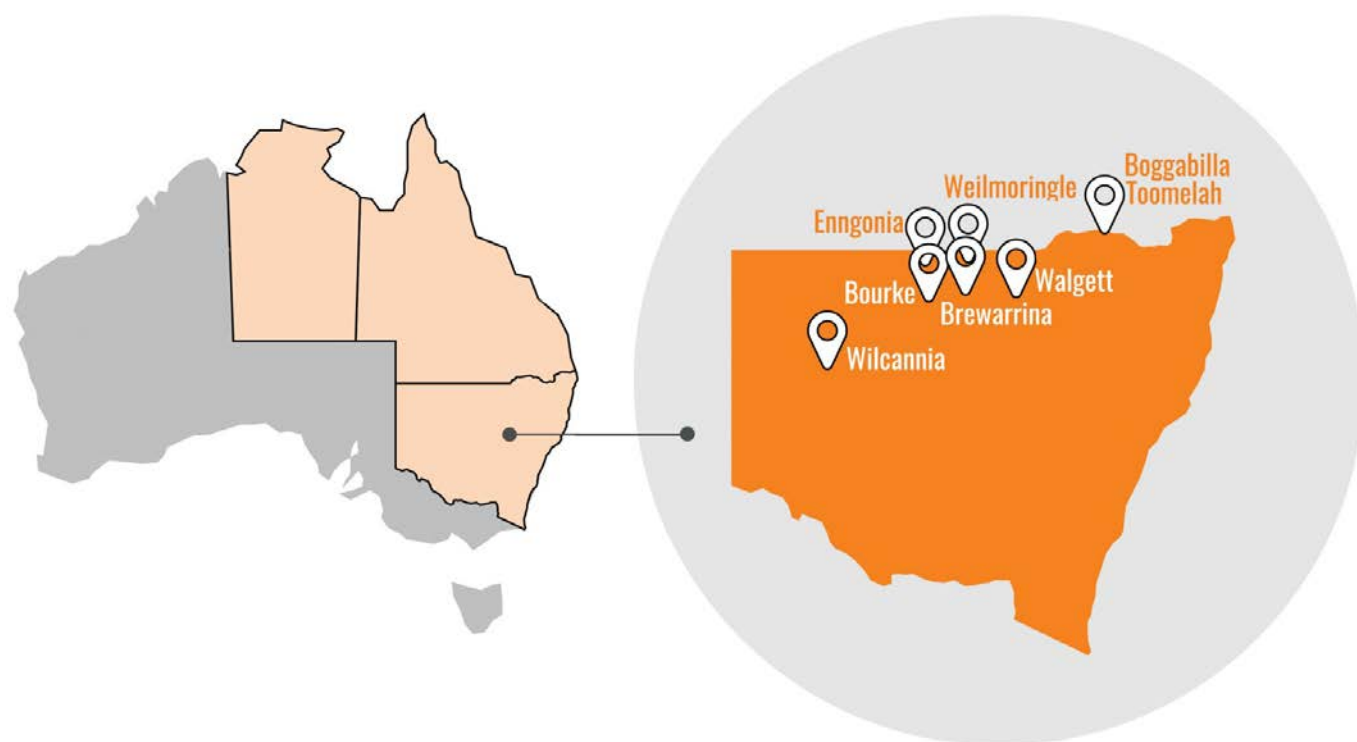 Boggabilla
Toomelah
Weilmoringle
Enngonia
Walgett
Bourke
Brewarrina
Wilcannia